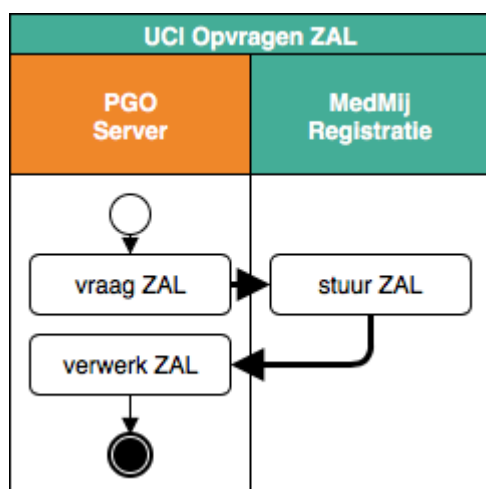 UCI Opvragen ZAL
PGO
Server
MedMij
Registratie
vraag ZAL
stuur ZAL
verwerk ZAL